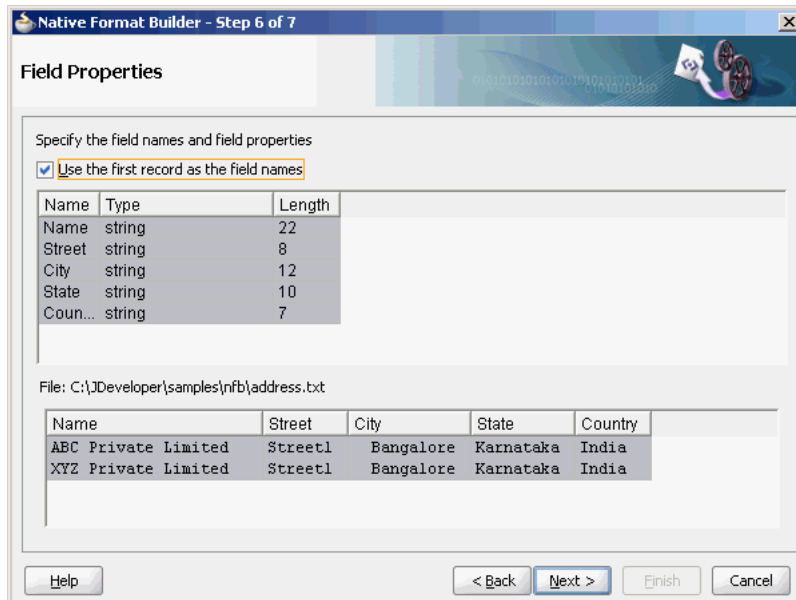 Native Format Builder - Step 6 of 7
Field Properties
Specify the field names and field properties
Use the first record as the field names
Name Type Length
Name string 22
Street string 8
City string 12
State string 10
Coun... string 7
File: C:\JDeveloper\samples\nfb\address.txt
Name Street City State Country
ABC Private Limited Street1 Bangalore Karnataka India
XYZ Private Limited Street1 Bangalore Karnataka India
Help < Back Next > Finish Cancel